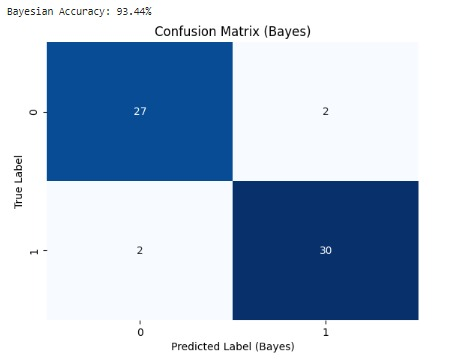 Bayesian Accuracy: 93.44%
Confusion Matrix (Bayes)
True Label
0
27
2
1
2
30
0
1
Predicted Label (Bayes)